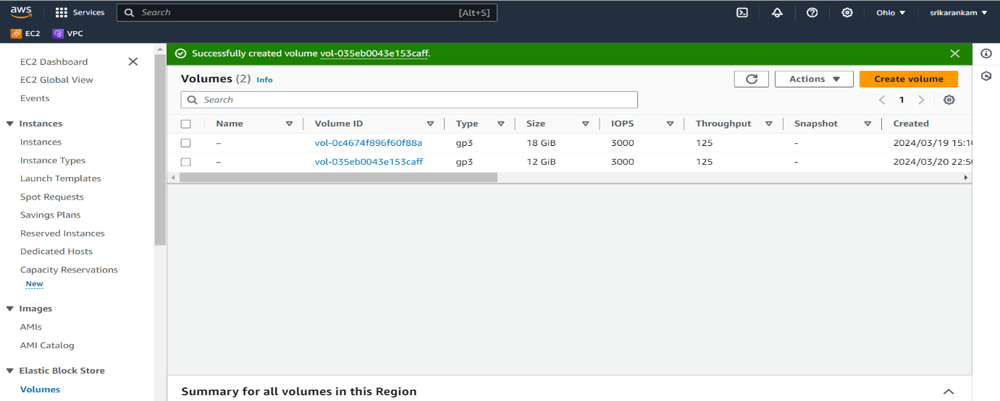 aws Services Search [Alt+S] Ohio srikarankam
EC2 VPC
EC2 Dashboard
EC2 Global View
Events
Instances
Instances
Instance Types
Launch Templates
Spot Requests
Savings Plans
Reserved Instances
Dedicated Hosts
Capacity Reservations
New
Images
AMIs
AMI Catalog
Elastic Block Store
Volumes
Successfully created volume vol-035eb0043e153caff.
Volumes (2) Info Actions Create volume
Search 1
Name Volume ID Type Size IOPS Throughput Snapshot Created
– vol-0c4674f896f60f88a gp3 18 GiB 3000 125 - 2024/03/19 15:1
– vol-035eb0043e153caff gp3 12 GiB 3000 125 - 2024/03/20 22:5
Summary for all volumes in this Region